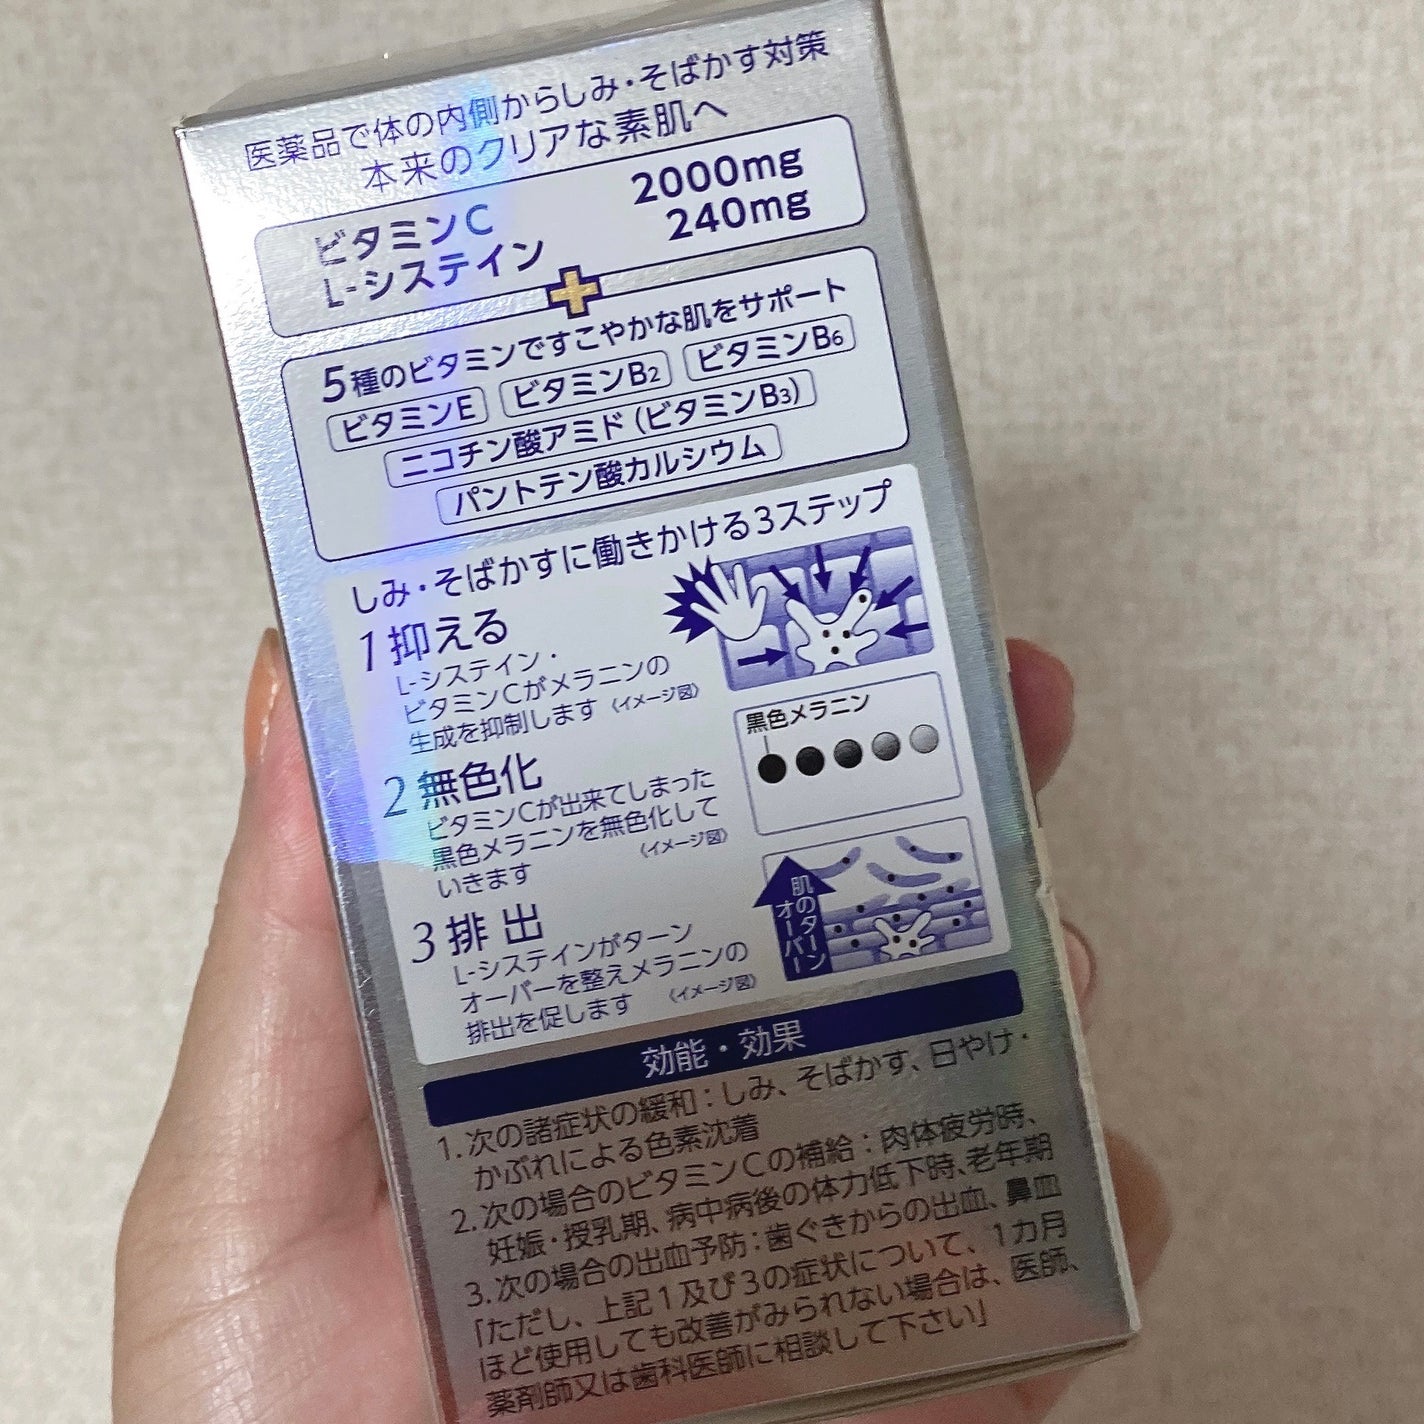 医薬品で体の内側からしみ・そばかす対策
本来のクリアな素肌へ
ビタミンC 2000mg
L-システイン 240mg
5種のビタミンですこやかな肌をサポート
ビタミンE ビタミンB2 ビタミンB6
ニコチン酸アミド(ビタミンB3)
パントテン酸カルシウム
しみ・そばかすに働きかける3ステップ
1 抑える
L-システイン・
ビタミンCがメラニンの
生成を抑制します〈イメージ図〉
2 無色化
ビタミンCが出来てしまった
黒色メラニンを無色化して
いきます 〈イメージ図〉
黒色メラニン
3 排出
L-システインがターン
オーバーを整えメラニンの
排出を促します 〈イメージ図〉
肌のターン
オーバー
効能・効果
1.次の諸症状の緩和：しみ、そばかす、日やけ・
かぶれによる色素沈着
2.次の場合のビタミンCの補給：肉体疲労時、
妊娠・授乳期、病中病後の体力低下時、老年期
3.次の場合の出血予防：歯ぐきからの出血、鼻血
「ただし、上記1及び3の症状について、1カ月
ほど使用しても改善がみられない場合は、医師、
薬剤師又は歯科医師に相談して下さい」